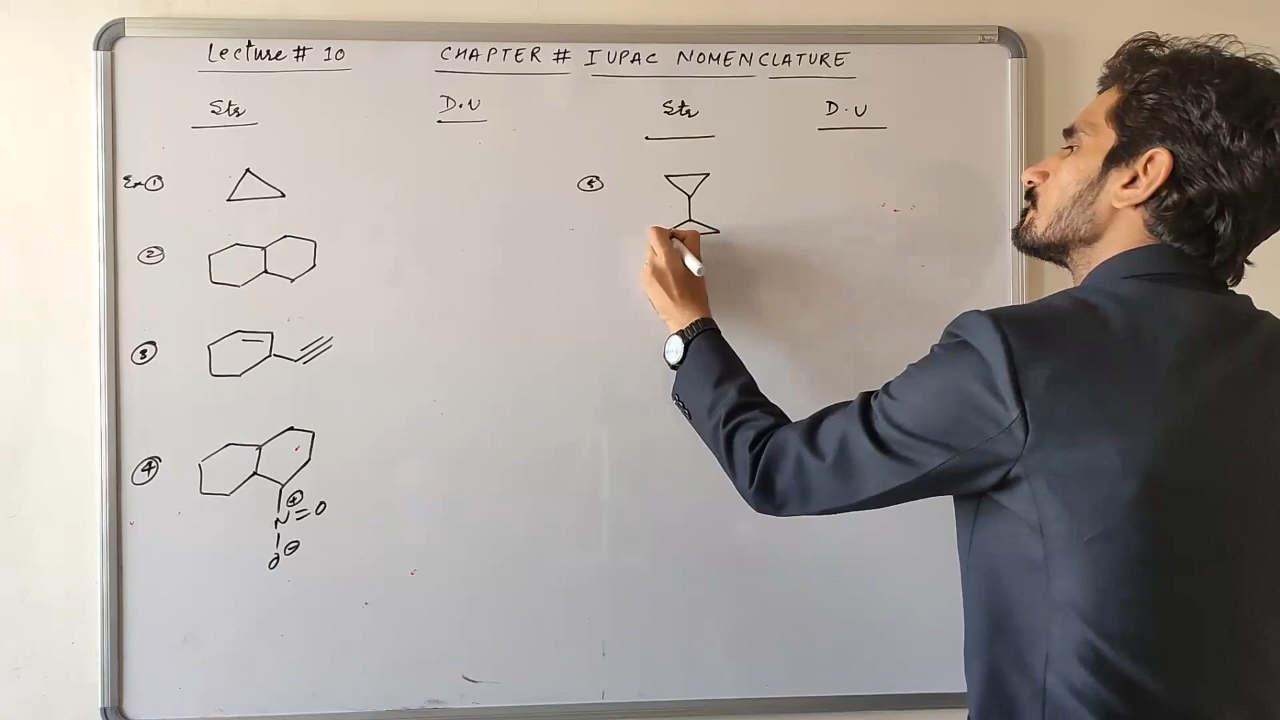 Lecture # 10
CHAPTER # IUPAC NOMENCLATURE
Str D.U Str D.U
Ex ①
②
③
④
⊕
N=O
O⊖
⑤